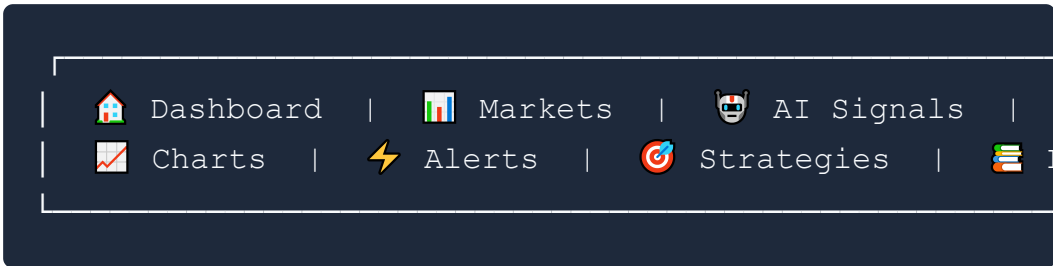 🏠 Dashboard | 📊 Markets | 🤖 AI Signals |
📈 Charts | ⚡ Alerts | 🎯 Strategies | 📚